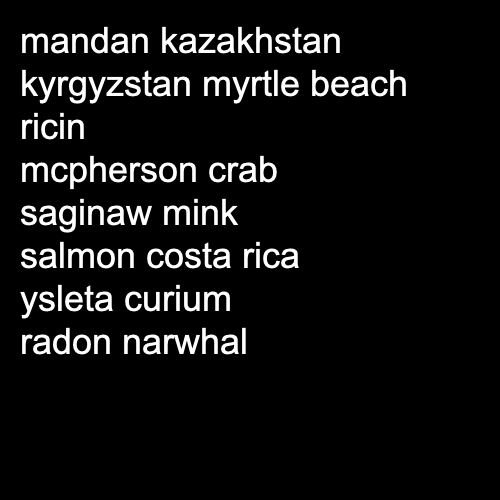 mandan kazakhstan
kyrgyzstan myrtle beach
ricin
mcpherson crab
saginaw mink
salmon costa rica
ysleta curium
radon narwhal